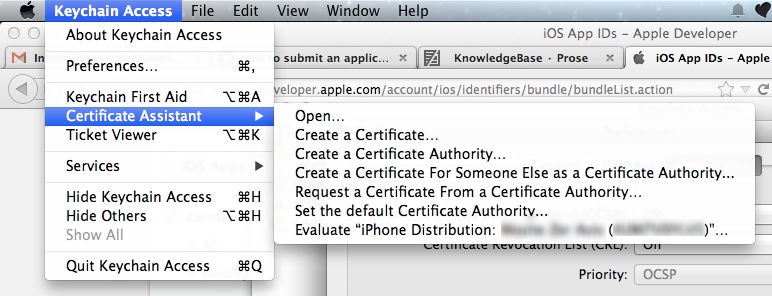 Keychain Access File Edit View Window Help
About Keychain Access
Preferences... ⌘,
Keychain First Aid ⌥⌘A
Certificate Assistant ▶
Ticket Viewer ⌥⌘K
Services ▶
Hide Keychain Access ⌘H
Hide Others ⌥⌘H
Show All
Quit Keychain Access ⌘Q
Open...
Create a Certificate...
Create a Certificate Authority...
Create a Certificate For Someone Else as a Certificate Authority...
Request a Certificate From a Certificate Authority...
Set the default Certificate Authority...
Evaluate “iPhone Distribution: ( )”...
iOS App IDs – Apple Developer
to submit an applic... ×
KnowledgeBase · Prose ×
iOS App IDs – Apple Develop
eloper.apple.com/account/ios/identifiers/bundle/bundleList.action
Certificate Revocation List (CRL): Off
Priority: OCSP